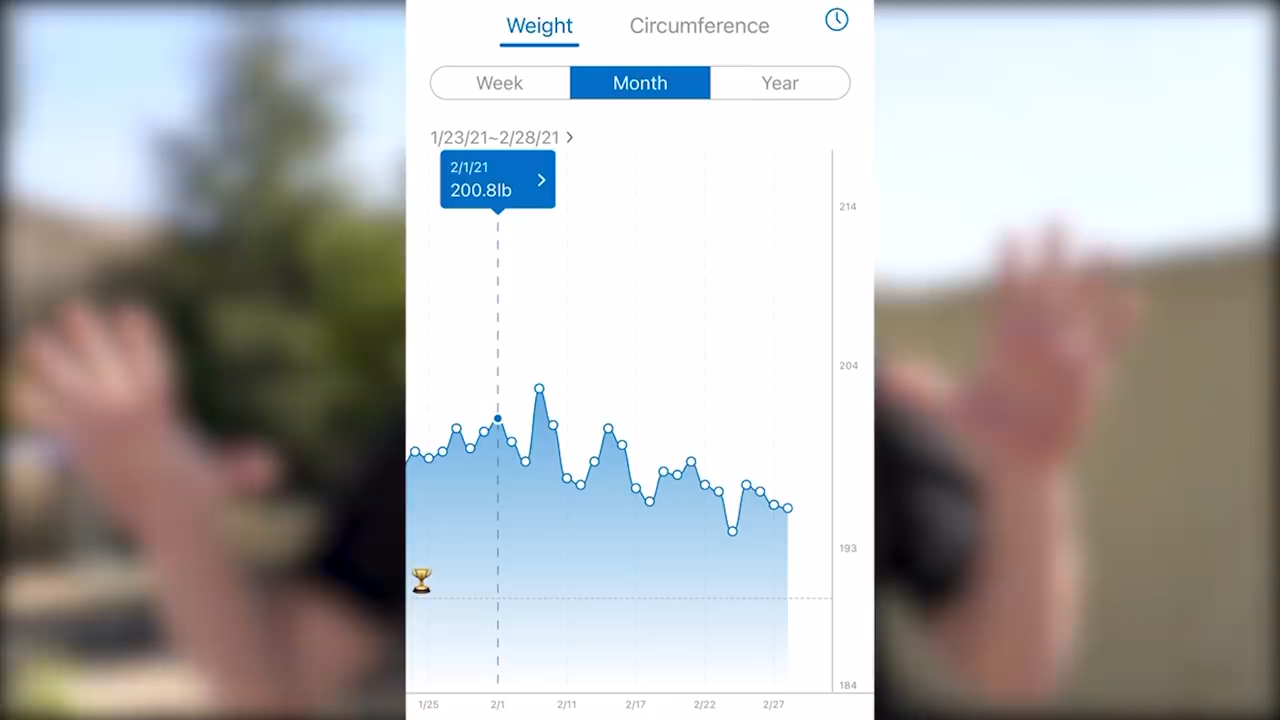 Weight Circumference
Week Month Year
1/23/21~2/28/21 >
2/1/21
200.8lb >
214
204
193
184
1/25 2/1 2/11 2/17 2/22 2/27